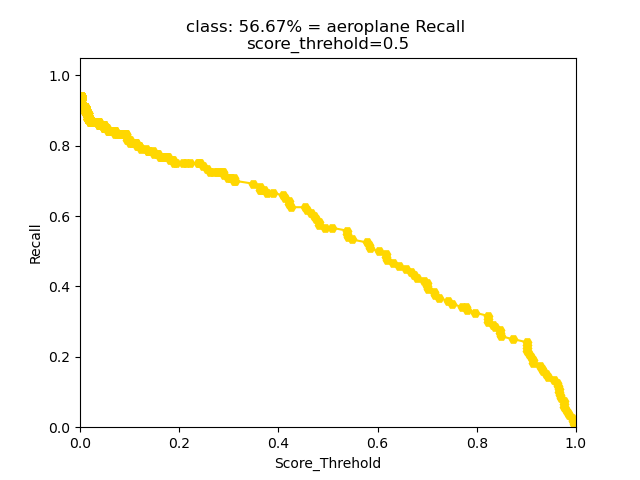 class: 56.67% = aeroplane Recall
score_threhold=0.5
1.0
0.8
0.6
0.4
0.2
0.0
Recall
0.0 0.2 0.4 0.6 0.8 1.0
Score_Threhold